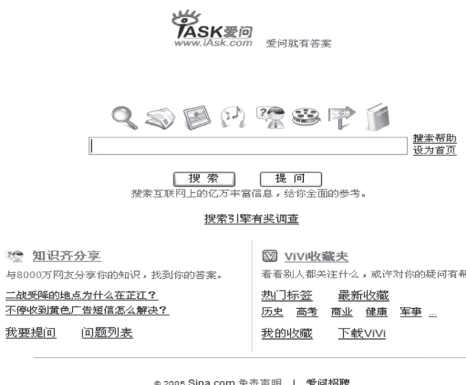 iASK爱问
www.iAsk.com 爱问就有答案
搜索帮助
设为首页
搜 索 提 问
搜索互联网上的亿万丰富信息，给你全面的参考。
搜索引擎有奖调查
知识齐分享
与8000万网友分享你的知识，找到你的答案。
二战受降的地点为什么在芷江？
不停收到黄色广告短信怎么解决？
我要提问 问题列表
ViVi收藏夹
看看别人都关注什么，或许对你的疑问有帮
热门标签 最新收藏
历史 高考 商业 健康 军事 ...
我的收藏 下载ViVi
© 2005 Sina.com 免责声明 | 爱问招聘